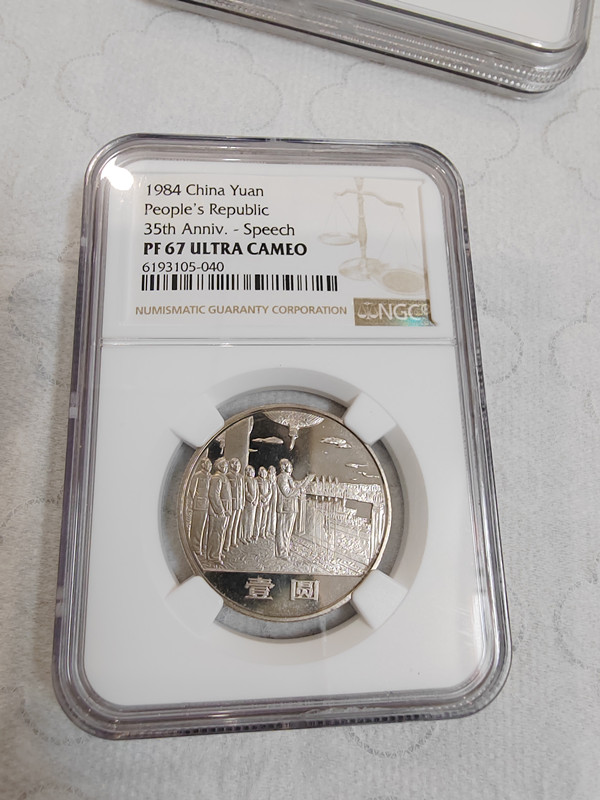 1984 China Yuan
People's Republic
35th Anniv. - Speech
PF 67 ULTRA CAMEO
6193105-040
NUMISMATIC GUARANTY CORPORATION
NGC®
壹圆